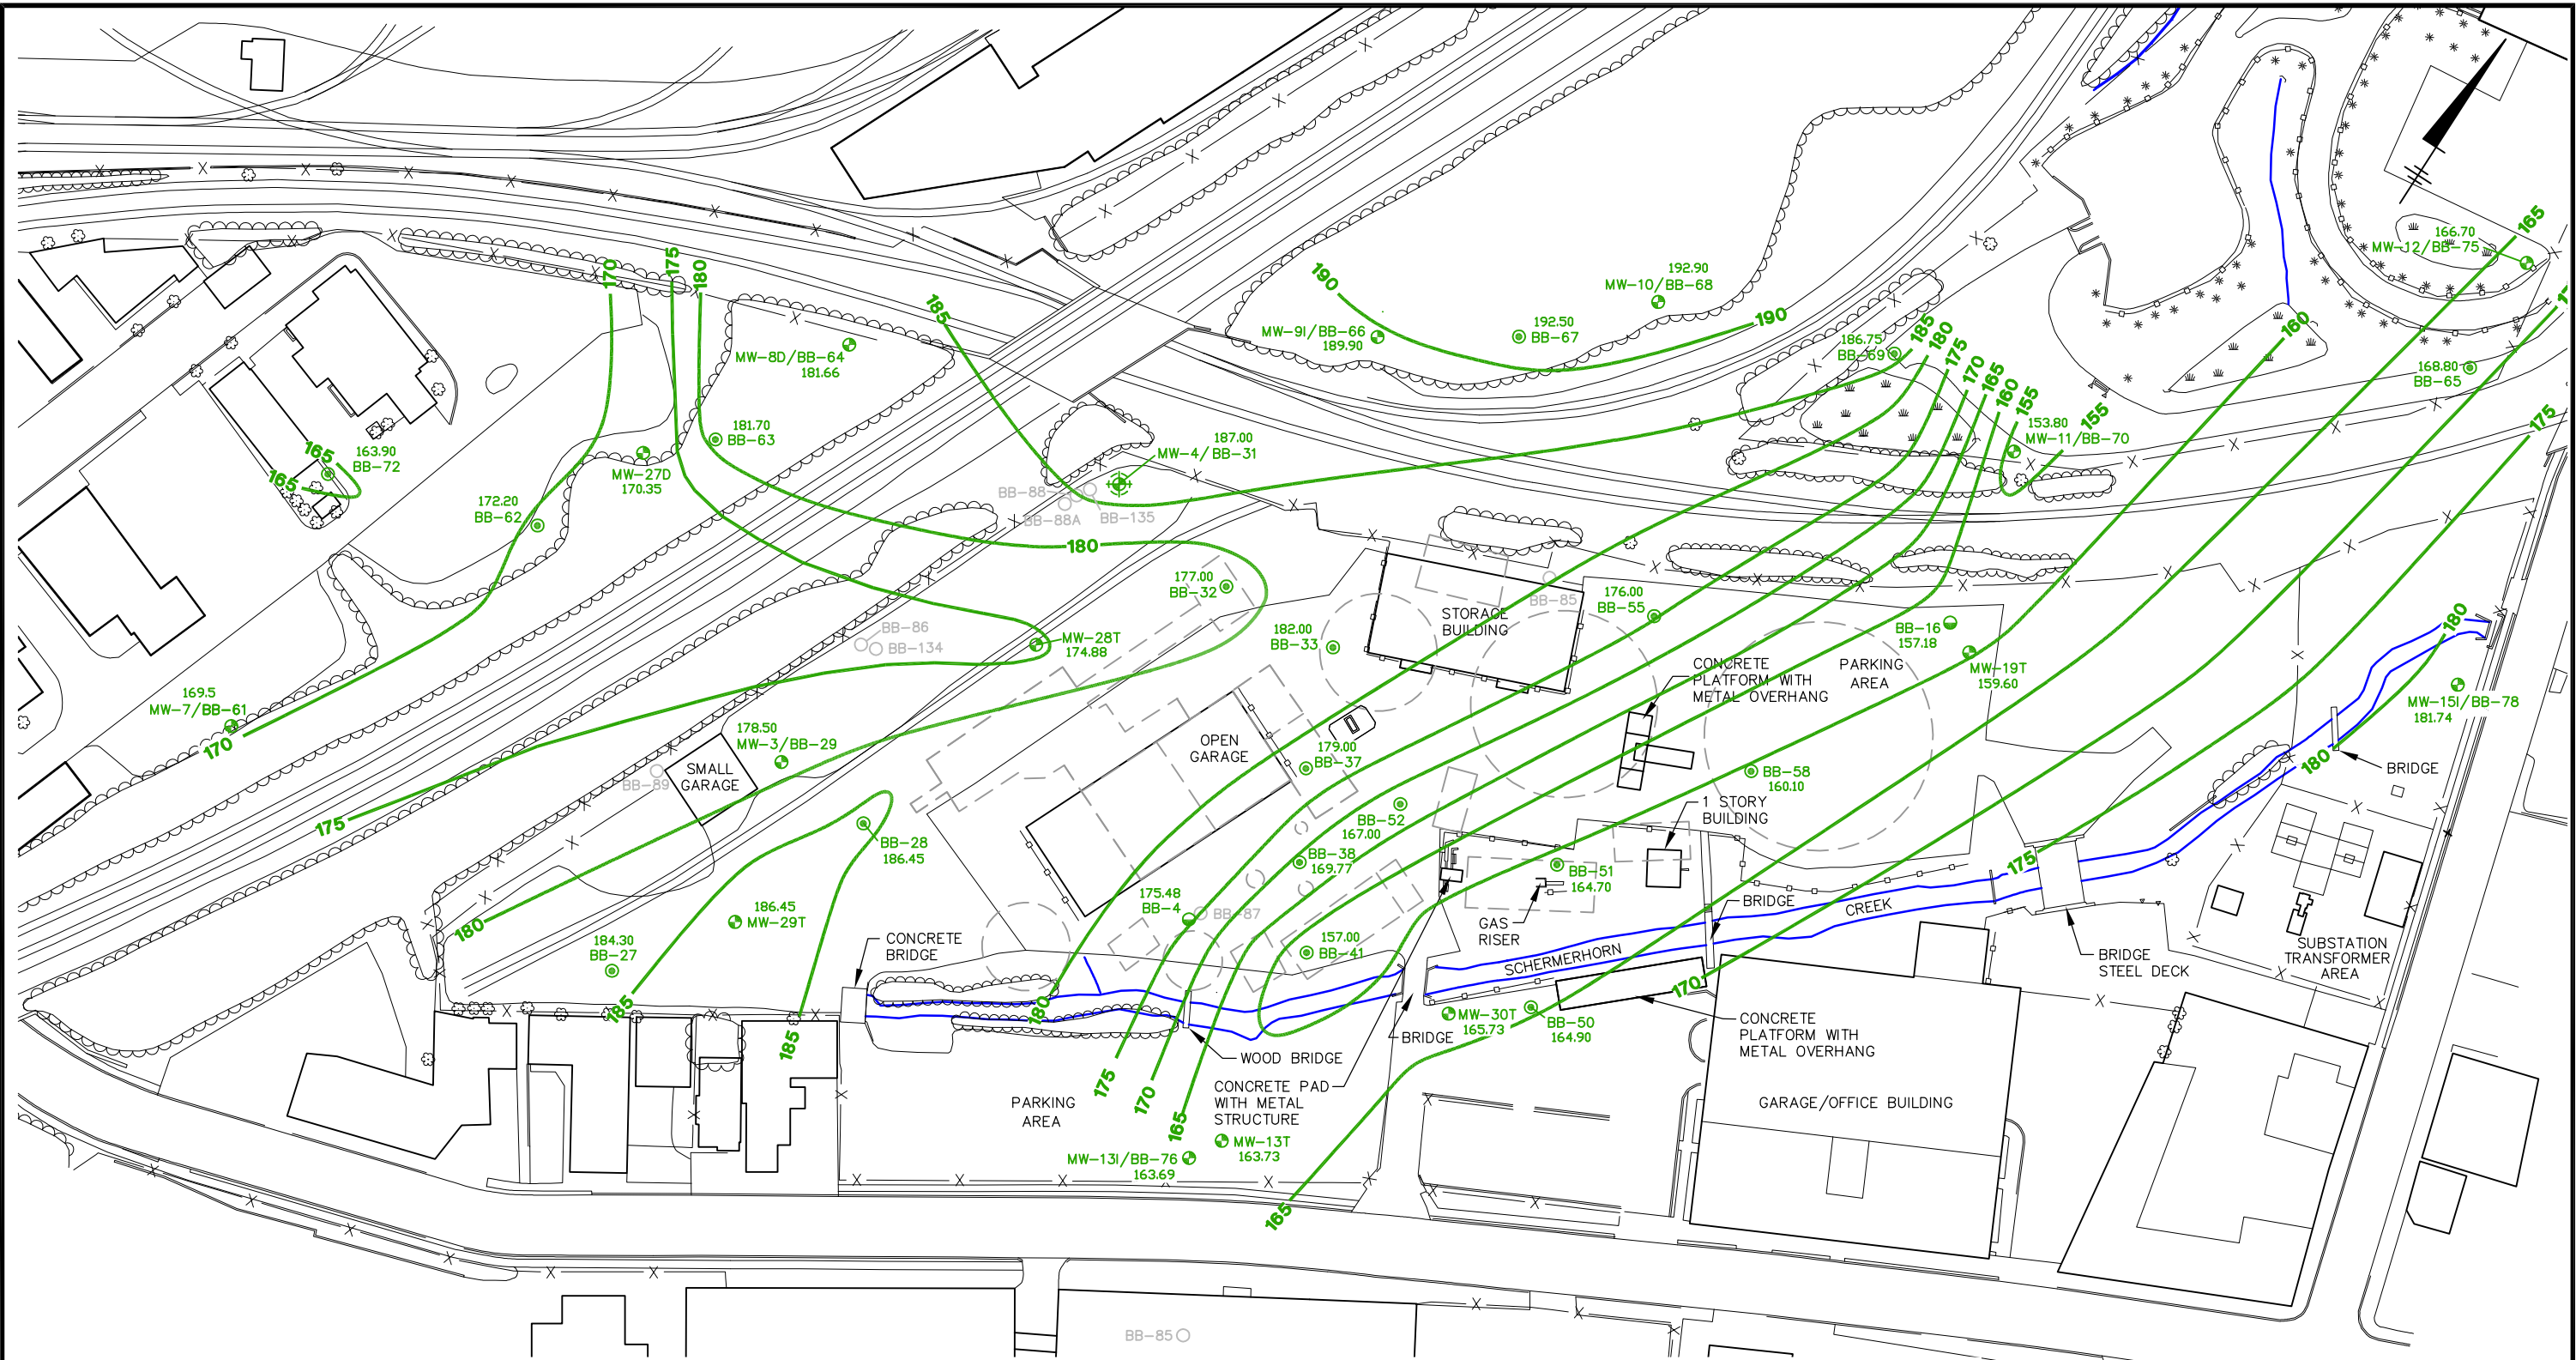 165
166.70
MW-12/BB-75
170
175
180
185
190
192.90
MW-10/BB-68
MW-9I/BB-66
189.90
192.50
BB-67
190
186.75
BB-69
185
180
175
170
165
160
155
160
168.80
BB-65
MW-8D/BB-64
181.66
181.70
BB-63
163.90
BB-72
165
165
MW-27D
170.35
172.20
BB-62
187.00
MW-4/BB-31
BB-88
BB-88A
BB-135
153.80
MW-11/BB-70
155
175
180
177.00
BB-32
BB-86
BB-134
MW-28T
174.88
182.00
BB-33
STORAGE
BUILDING
BB-85
176.00
BB-55
BB-16
157.18
MW-19T
159.60
PARKING
AREA
CONCRETE
PLATFORM WITH
METAL OVERHANG
180
MW-15I/BB-78
181.74
169.5
MW-7/BB-61
170
175
178.50
MW-3/BB-29
SMALL
GARAGE
BB-89
OPEN
GARAGE
179.00
BB-37
BB-52
167.00
BB-58
160.10
BRIDGE
180
1 STORY
BUILDING
BB-28
186.45
BB-38
169.77
BB-51
164.70
175
175.48
BB-4
BB-87
186.45
MW-29T
180
184.30
BB-27
185
CONCRETE
BRIDGE
157.00
BB-41
GAS
RISER
BRIDGE
SCHERMERHORN
CREEK
BRIDGE
STEEL DECK
SUBSTATION
TRANSFORMER
AREA
170
180
185
MW-30T
165.73
BB-50
164.90
BRIDGE
WOOD BRIDGE
CONCRETE
PLATFORM WITH
METAL OVERHANG
175
170
165
CONCRETE PAD
WITH METAL
STRUCTURE
PARKING
AREA
GARAGE/OFFICE BUILDING
MW-13T
163.73
MW-13I/BB-76
163.69
165
BB-85